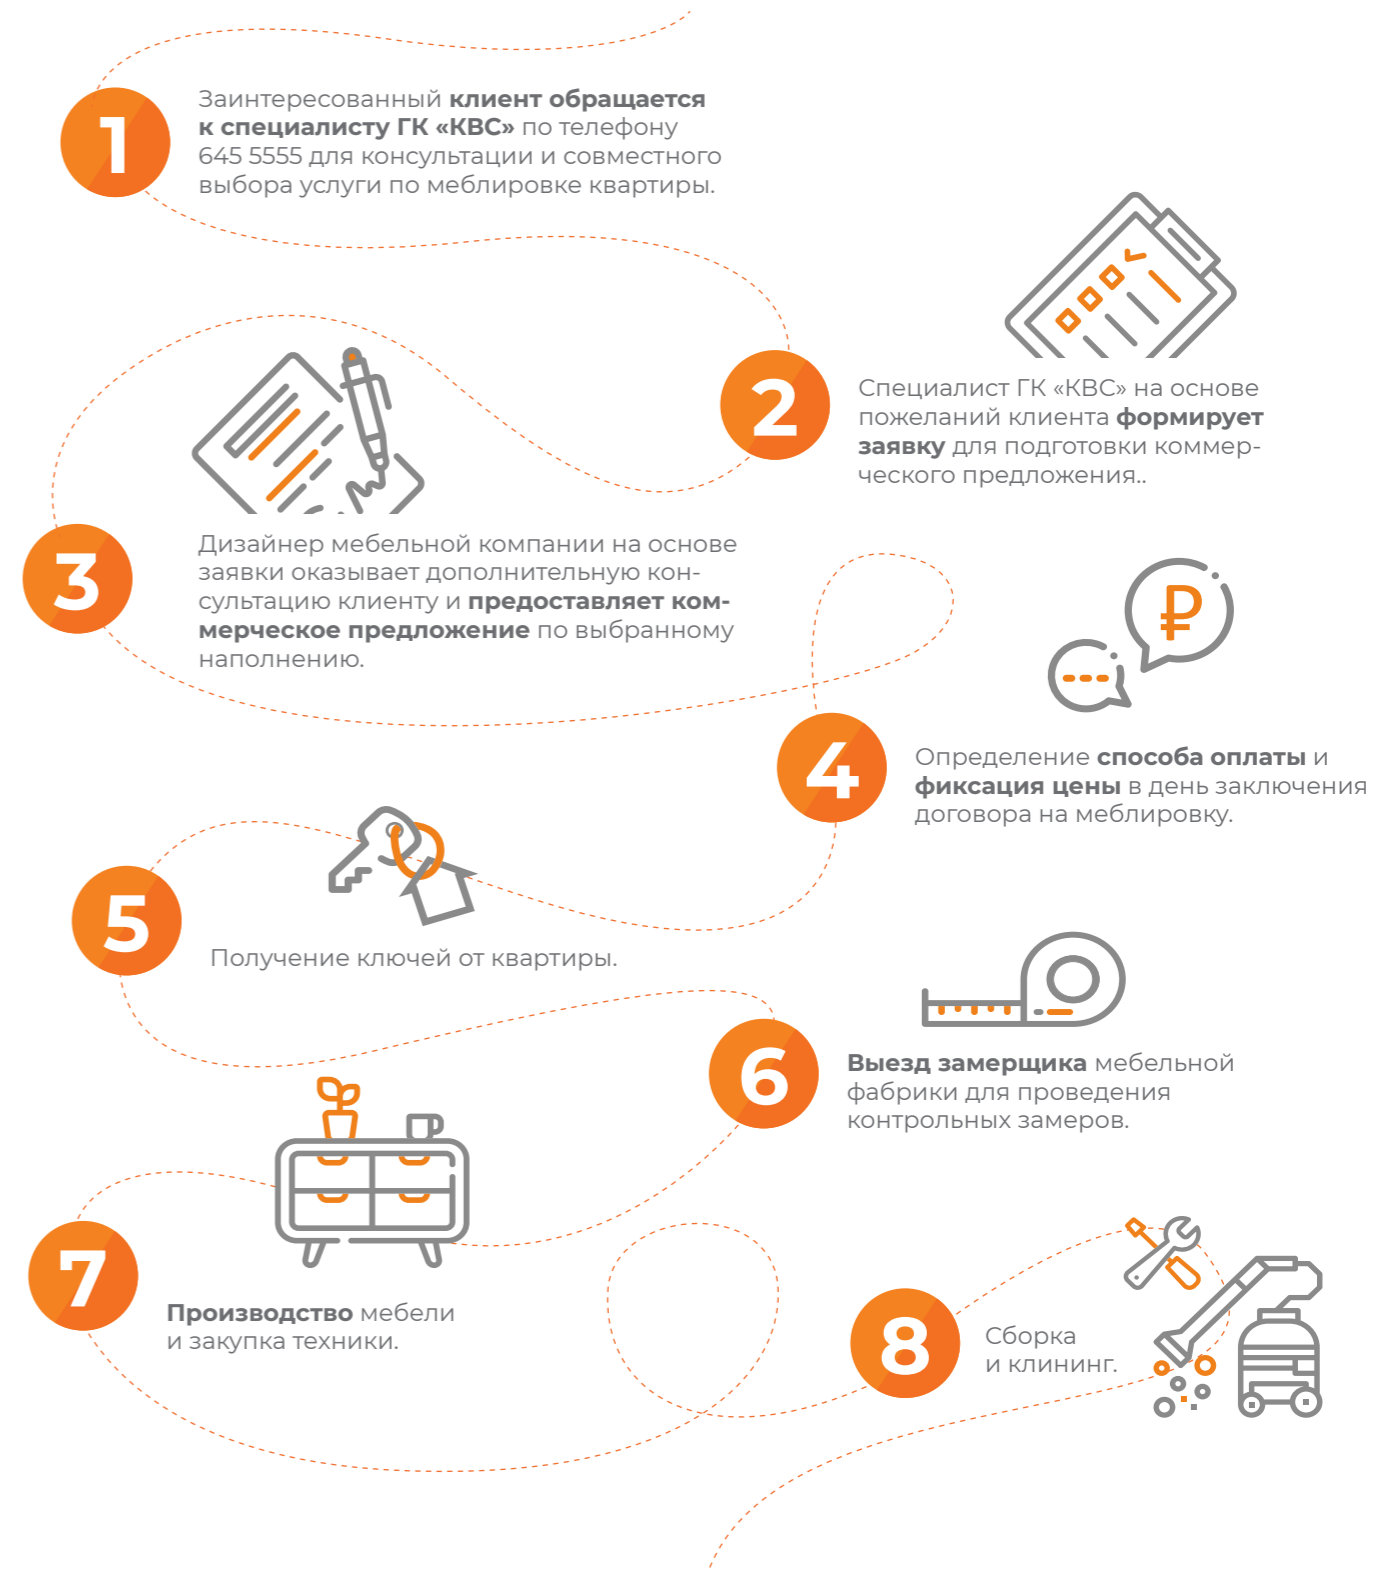 1
Заинтересованный клиент обращается
к специалисту ГК «КВС» по телефону
645 5555 для консультации и совместного
выбора услуги по меблировке квартиры.
2
Специалист ГК «КВС» на основе
пожеланий клиента формирует
заявку для подготовки коммер-
ческого предложения..
3
Дизайнер мебельной компании на основе
заявки оказывает дополнительную кон-
сультацию клиенту и предоставляет ком-
мерческое предложение по выбранному
наполнению.
₽
4
Определение способа оплаты и
фиксация цены в день заключения
договора на меблировку.
5
Получение ключей от квартиры.
6
Выезд замерщика мебельной
фабрики для проведения
контрольных замеров.
7
Производство мебели
и закупка техники.
8
Сборка
и клининг.